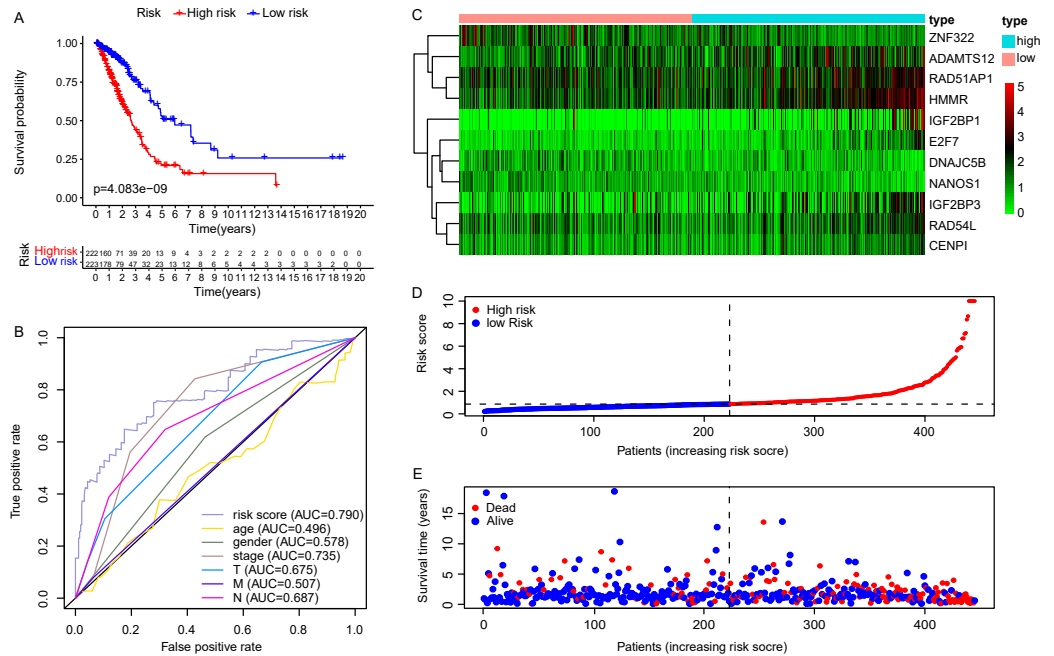 A
Risk High risk Low risk
Survival probability
1.00
0.75
0.50
0.25
0.00
p=4.083e−09
0 1 2 3 4 5 6 7 8 9 10 11 12 13 14 15 16 17 18 19 20
Time(years)
Risk
Highrisk 222 160 71 39 20 13 9 4 3 2 2 2 2 2 0 0 0 0 0 0 0
Low risk 223 178 79 47 32 23 13 12 8 6 5 4 4 3 3 3 3 3 2 0 0
0 1 2 3 4 5 6 7 8 9 10 11 12 13 14 15 16 17 18 19 20
Time(years)
B
True positive rate
1.0
0.8
0.6
0.4
0.2
0.0
risk score (AUC=0.790)
age (AUC=0.496)
gender (AUC=0.578)
stage (AUC=0.735)
T (AUC=0.675)
M (AUC=0.507)
N (AUC=0.687)
0.0 0.2 0.4 0.6 0.8 1.0
False positive rate
C
type
ZNF322
ADAMTS12
RAD51AP1
HMMR
IGF2BP1
E2F7
DNAJC5B
NANOS1
IGF2BP3
RAD54L
CENPI
type
high
low
5
4
3
2
1
0
D
Risk score
10
8
6
4
2
0
High risk
low Risk
0 100 200 300 400
Patients (increasing risk socre)
E
Survival time (years)
15
10
5
0
Dead
Alive
0 100 200 300 400
Patients (increasing risk socre)